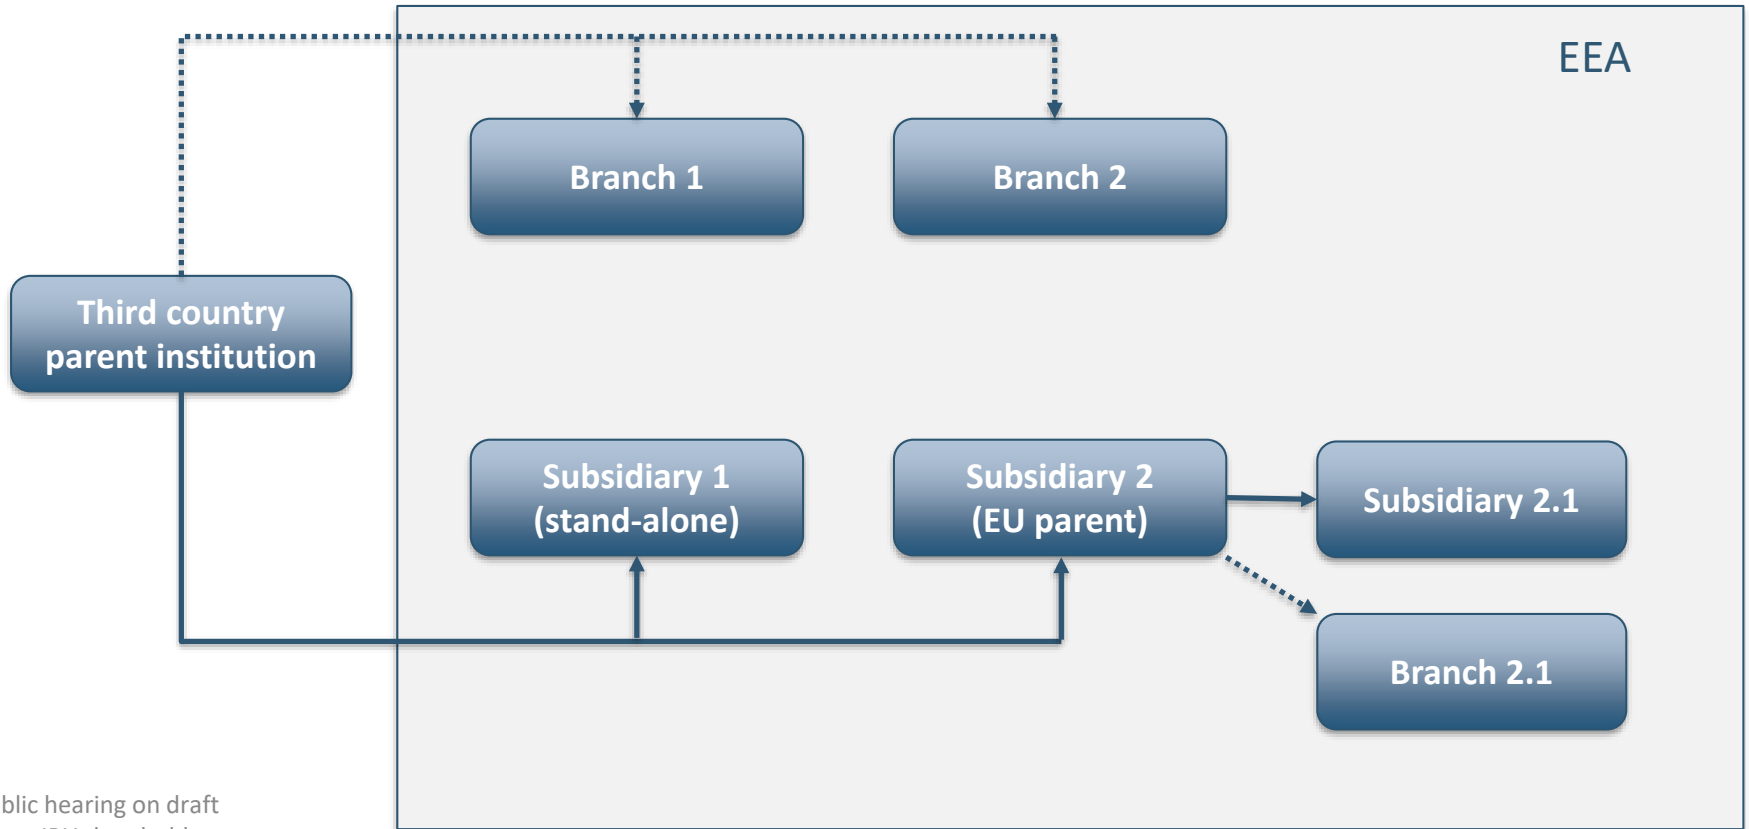 EEA
Branch 1
Branch 2
Third country
parent institution
Subsidiary 1
(stand-alone)
Subsidiary 2
(EU parent)
Subsidiary 2.1
Branch 2.1
hearing on draft